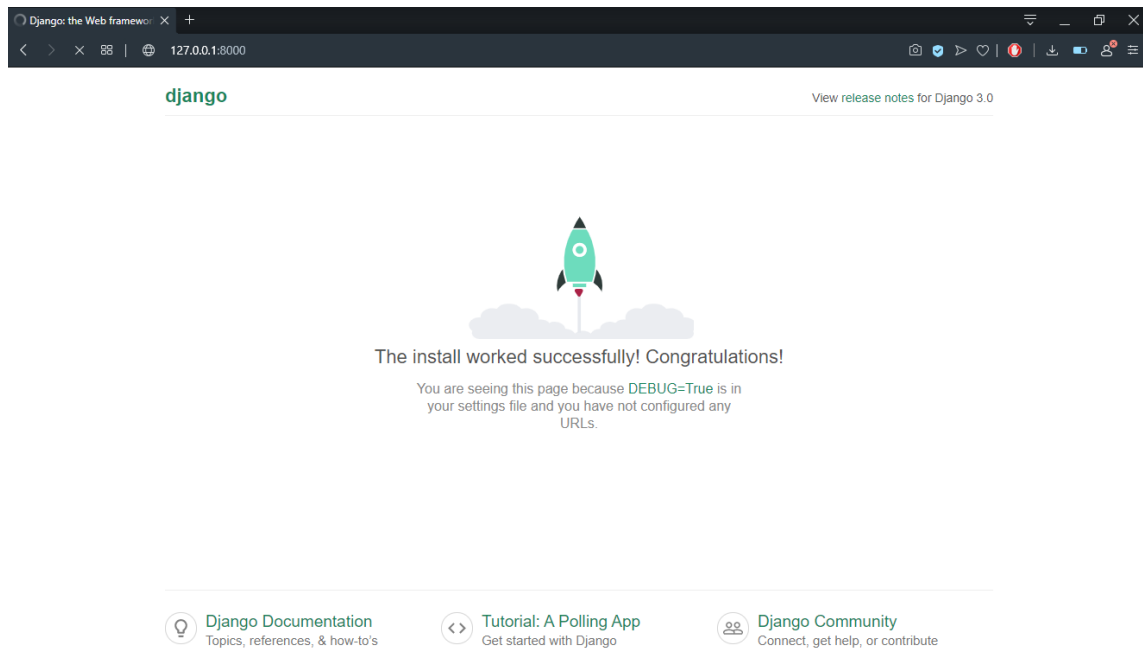 Django: the Web framewor
127.0.0.1:8000
django
View release notes for Django 3.0
The install worked successfully! Congratulations!
You are seeing this page because DEBUG=True is in
your settings file and you have not configured any
URLs.
Django Documentation
Topics, references, & how-to's
Tutorial: A Polling App
Get started with Django
Django Community
Connect, get help, or contribute